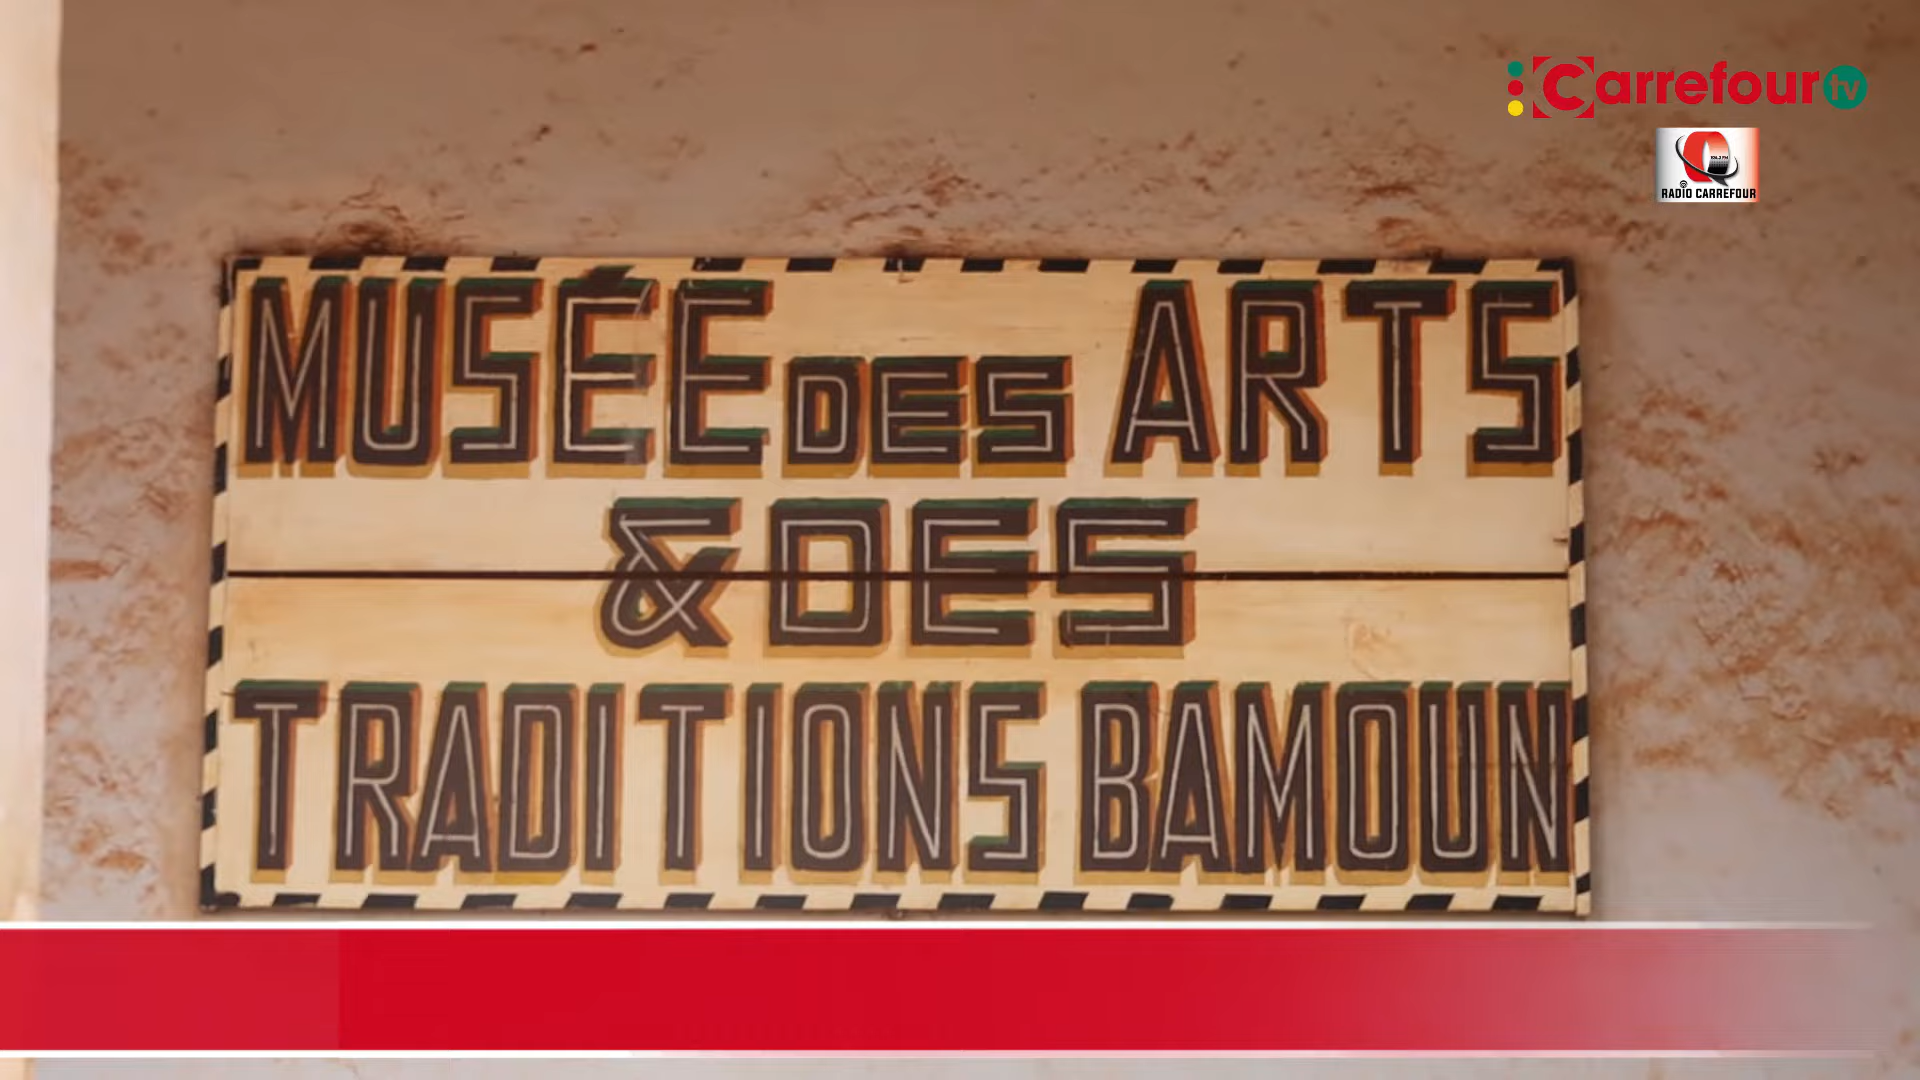 Carrefour tv
RADIO CARREFOUR
MUSÉE DES ARTS
& DES
TRADITIONS BAMOUN